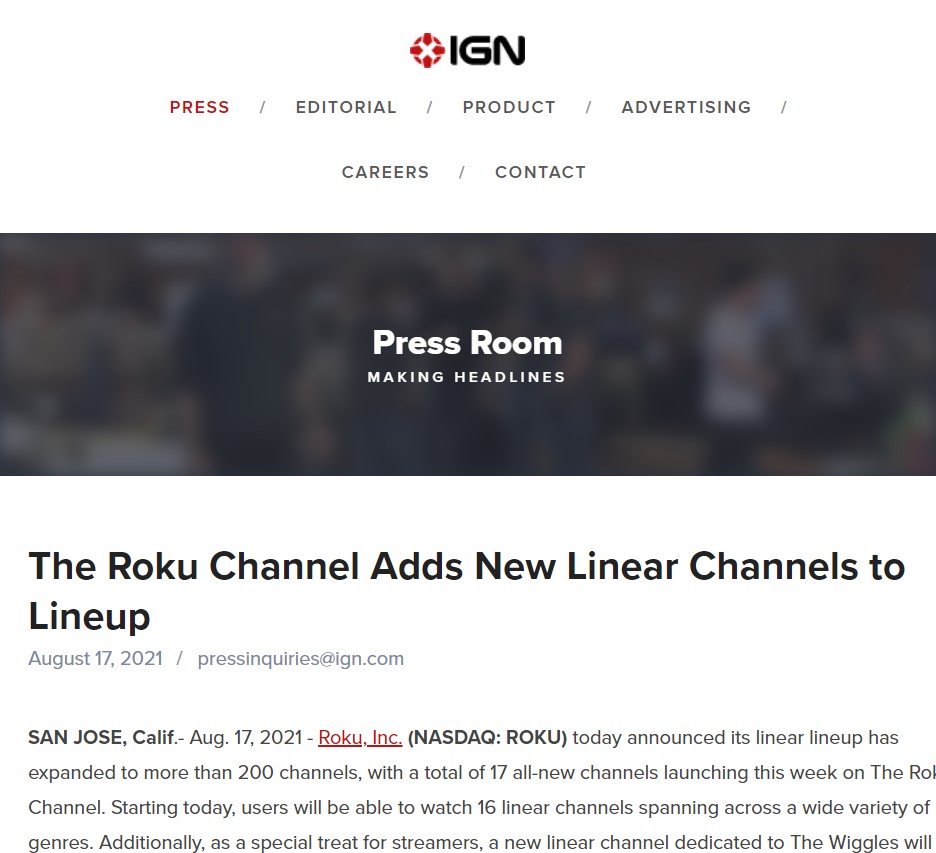 IGN
PRESS / EDITORIAL / PRODUCT / ADVERTISING /
CAREERS / CONTACT
Press Room
MAKING HEADLINES
The Roku Channel Adds New Linear Channels to
Lineup
August 17, 2021 / pressinquiries@ign.com
SAN JOSE, Calif.- Aug. 17, 2021 - Roku, Inc. (NASDAQ: ROKU) today announced its linear lineup has
expanded to more than 200 channels, with a total of 17 all-new channels launching this week on The Rok
Channel. Starting today, users will be able to watch 16 linear channels spanning across a wide variety of
genres. Additionally, as a special treat for streamers, a new linear channel dedicated to The Wiggles will